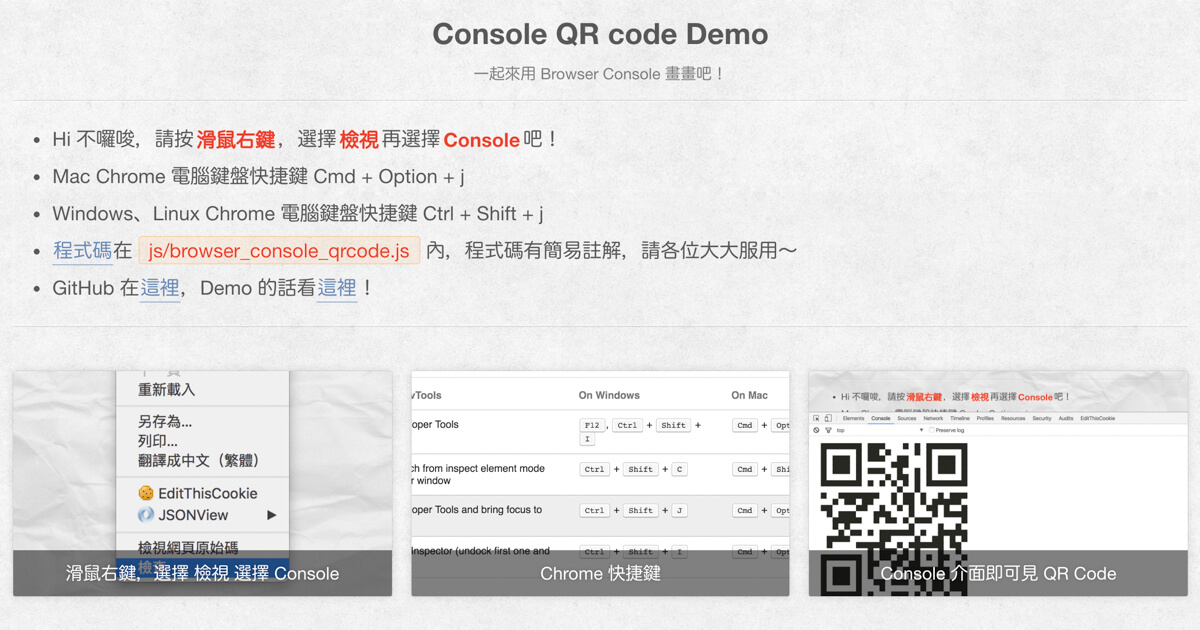 Console QR code Demo
一起來用 Browser Console 畫畫吧！
Hi 不囉唆，請按 滑鼠右鍵，選擇 檢視 再選擇 Console 吧！
Mac Chrome 電腦鍵盤快捷鍵 Cmd + Option + j
Windows、Linux Chrome 電腦鍵盤快捷鍵 Ctrl + Shift + j
程式碼在 js/browser_console_qrcode.js 內，程式碼有簡易註解，請各位大大服用～
GitHub 在這裡，Demo 的話看這裡！
重新載入
另存為...
列印...
翻譯成中文（繁體）
EditThisCookie
JSONView
檢視網頁原始碼
滑鼠右鍵，選擇 檢視 選擇 Console
vTools On Windows On Mac
oper Tools F12, Ctrl + Shift + I Cmd + Opt
ch from inspect element mode
r window Ctrl + Shift + C Cmd + Shi
oper Tools and bring focus to Ctrl + Shift + J Cmd + Opt
Inspector (undock first one and Ctrl + Shift + I Cmd + Opt
Chrome 快捷鍵
Hi 不囉唆，請按 滑鼠右鍵，選擇 檢視 再選擇 Console 吧！
Elements Console Sources Network Timeline Profiles Resources Security Audits EditThisCookie
top Preserve log
Console 介面即可見 QR Code